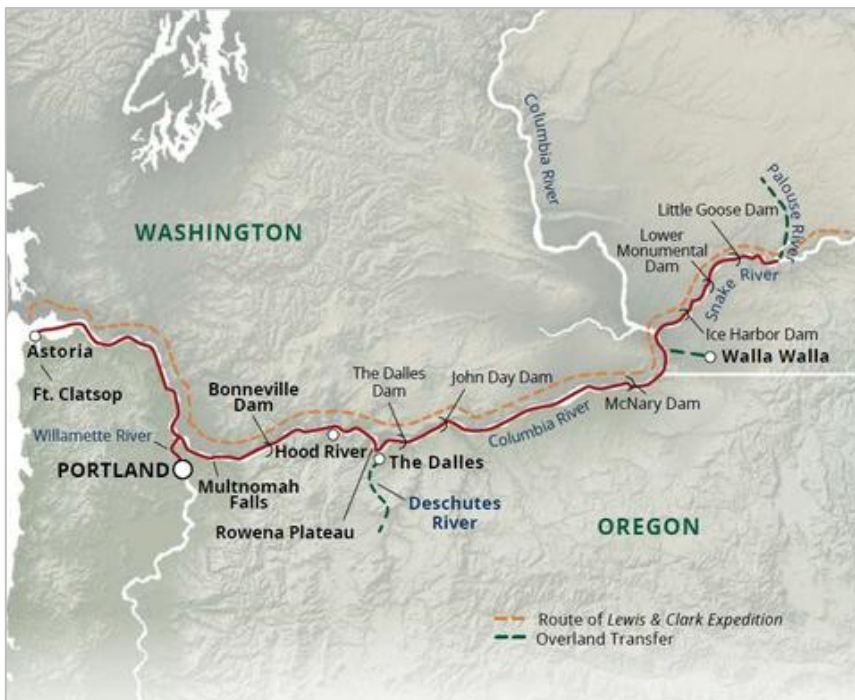 Columbia River
Palouse River
Little Goose Dam
WASHINGTON
Lower
Monumental
Dam
Snake
River
Ice Harbor Dam
Astoria
Walla Walla
The Dalles
Dam
John Day Dam
Ft. Clatsop
Bonneville
Dam
McNary Dam
Columbia River
Willamette River
Hood River
The Dalles
PORTLAND
Multnomah
Falls
Deschutes
River
Rowena Plateau
OREGON
Route of Lewis & Clark Expedition
Overland Transfer